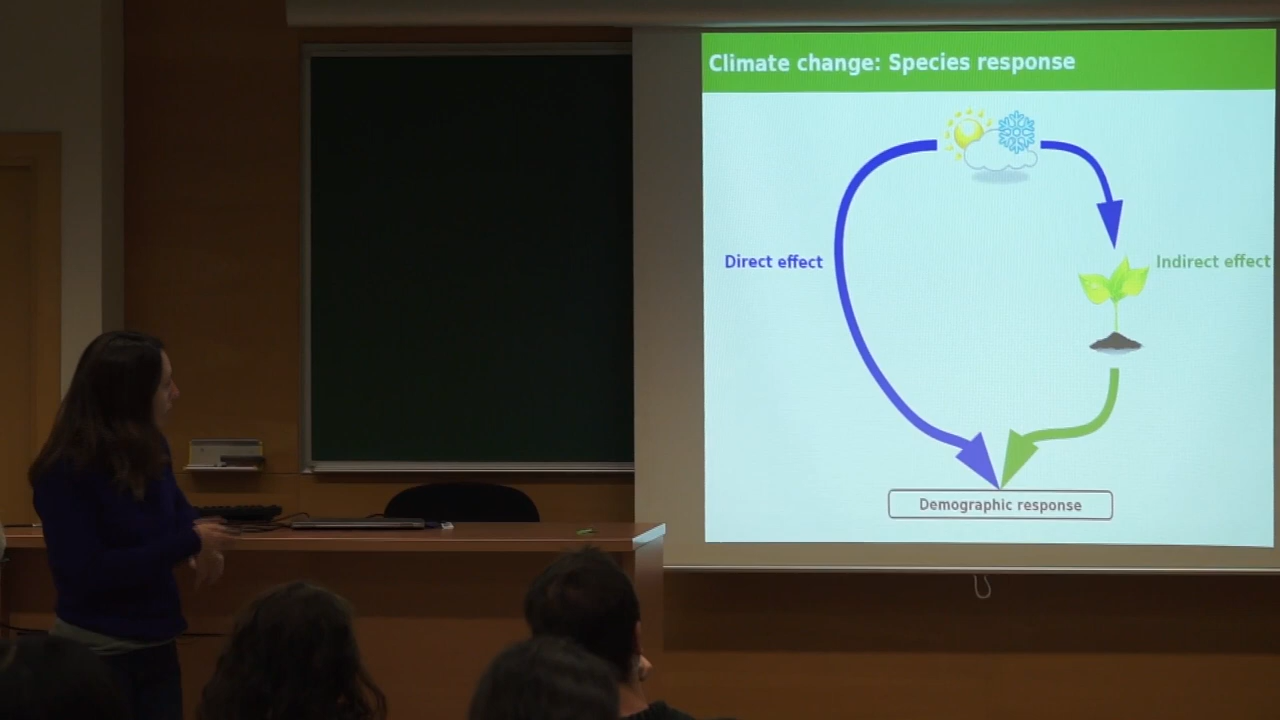 Climate change: Species response
Direct effect
Indirect effect
Demographic response